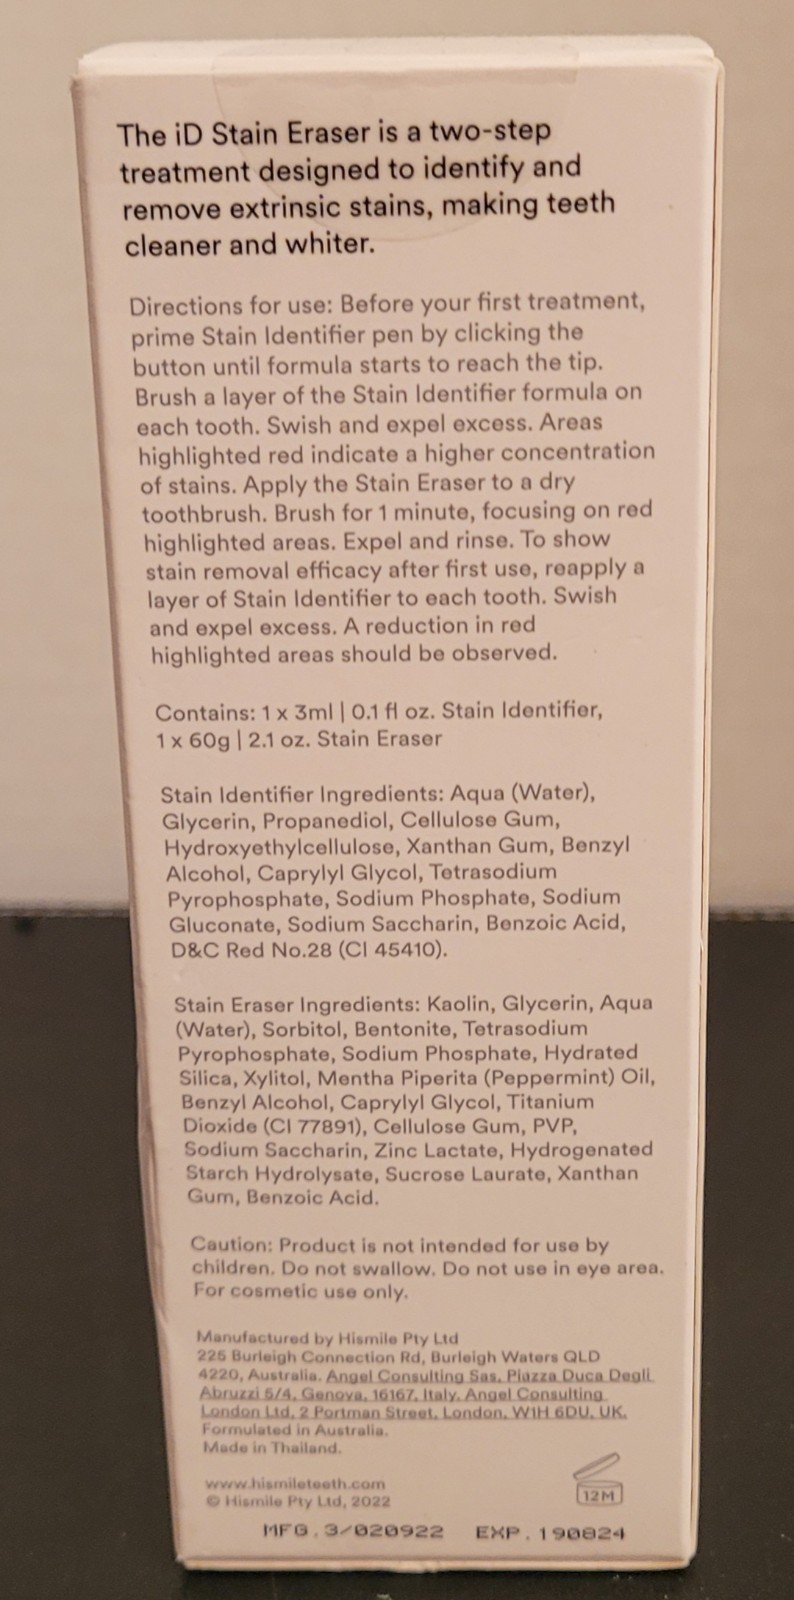 The iD Stain Eraser is a two-step
treatment designed to identify and
remove extrinsic stains, making teeth
cleaner and whiter.
Directions for use: Before your first treatment,
prime Stain Identifier pen by clicking the
button until formula starts to reach the tip.
Brush a layer of the Stain Identifier formula on
each tooth. Swish and expel excess. Areas
highlighted red indicate a higher concentration
of stains. Apply the Stain Eraser to a dry
toothbrush. Brush for 1 minute, focusing on red
highlighted areas. Expel and rinse. To show
stain removal efficacy after first use, reapply a
layer of Stain Identifier to each tooth. Swish
and expel excess. A reduction in red
highlighted areas should be observed.
Contains: 1 x 3ml | 0.1 fl oz. Stain Identifier,
1 x 60g | 2.1 oz. Stain Eraser
Stain Identifier Ingredients: Aqua (Water),
Glycerin, Propanediol, Cellulose Gum,
Hydroxyethylcellulose, Xanthan Gum, Benzyl
Alcohol, Caprylyl Glycol, Tetrasodium
Pyrophosphate, Sodium Phosphate, Sodium
Gluconate, Sodium Saccharin, Benzoic Acid,
D&C Red No.28 (CI 45410).
Stain Eraser Ingredients: Kaolin, Glycerin, Aqua
(Water), Sorbitol, Bentonite, Tetrasodium
Pyrophosphate, Sodium Phosphate, Hydrated
Silica, Xylitol, Mentha Piperita (Peppermint) Oil,
Benzyl Alcohol, Caprylyl Glycol, Titanium
Dioxide (CI 77891), Cellulose Gum, PVP,
Sodium Saccharin, Zinc Lactate, Hydrogenated
Starch Hydrolysate, Sucrose Laurate, Xanthan
Gum, Benzoic Acid.
Caution: Product is not intended for use by
children. Do not swallow. Do not use in eye area.
For cosmetic use only.
Manufactured by Hismile Pty Ltd
225 Burleigh Connection Rd, Burleigh Waters QLD
4220, Australia. Angel Consulting Sas, Piazza Duca Degli
Abruzzi 5/4, Genova, 16167, Italy. Angel Consulting
London Ltd, 2 Portman Street, London, W1H 6DU, UK.
Formulated in Australia.
Made in Thailand.
www.hismileteeth.com
© Hismile Pty Ltd, 2022
12M
MFG.3/020922 EXP.190824